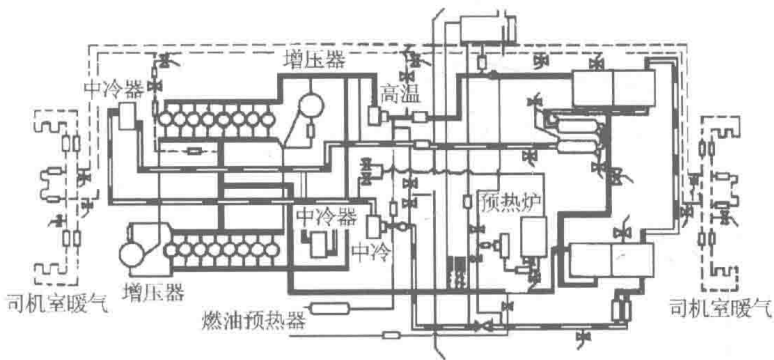 增压器
中冷器
高温
预热炉
中冷器
中冷
司机室暖气
增压器
燃油预热器
司机室暖气